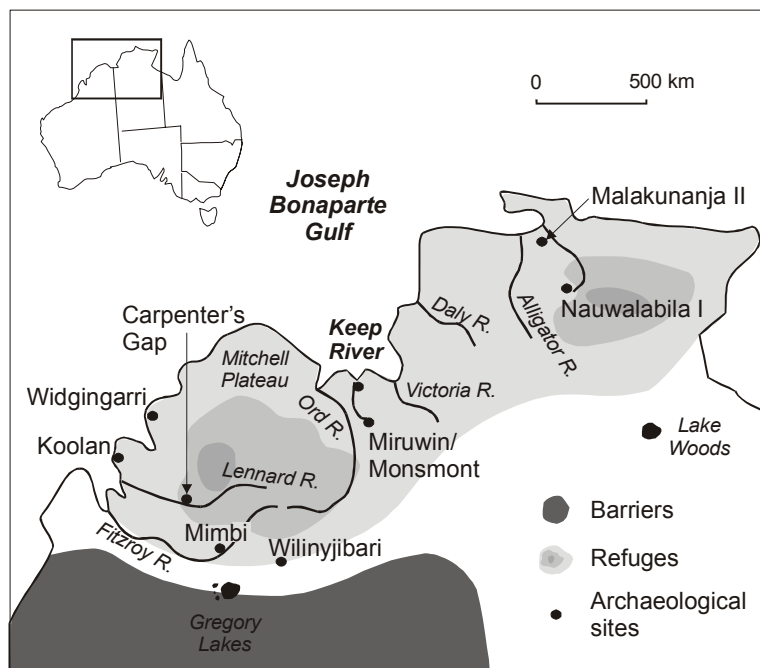 0 500 km
Joseph
Bonaparte
Gulf
Malakunanja II
Carpenter's
Gap
Keep
River
Daly R.
Alligator R.
Nauwalabila I
Mitchell
Plateau
Widgingarri
Ord R.
Victoria R.
Koolan
Lennard R.
Miruwin/
Monsmont
Lake
Woods
Fitzroy R.
Mimbi
Wilinyjibari
Gregory
Lakes
Barriers
Refuges
Archaeological
sites